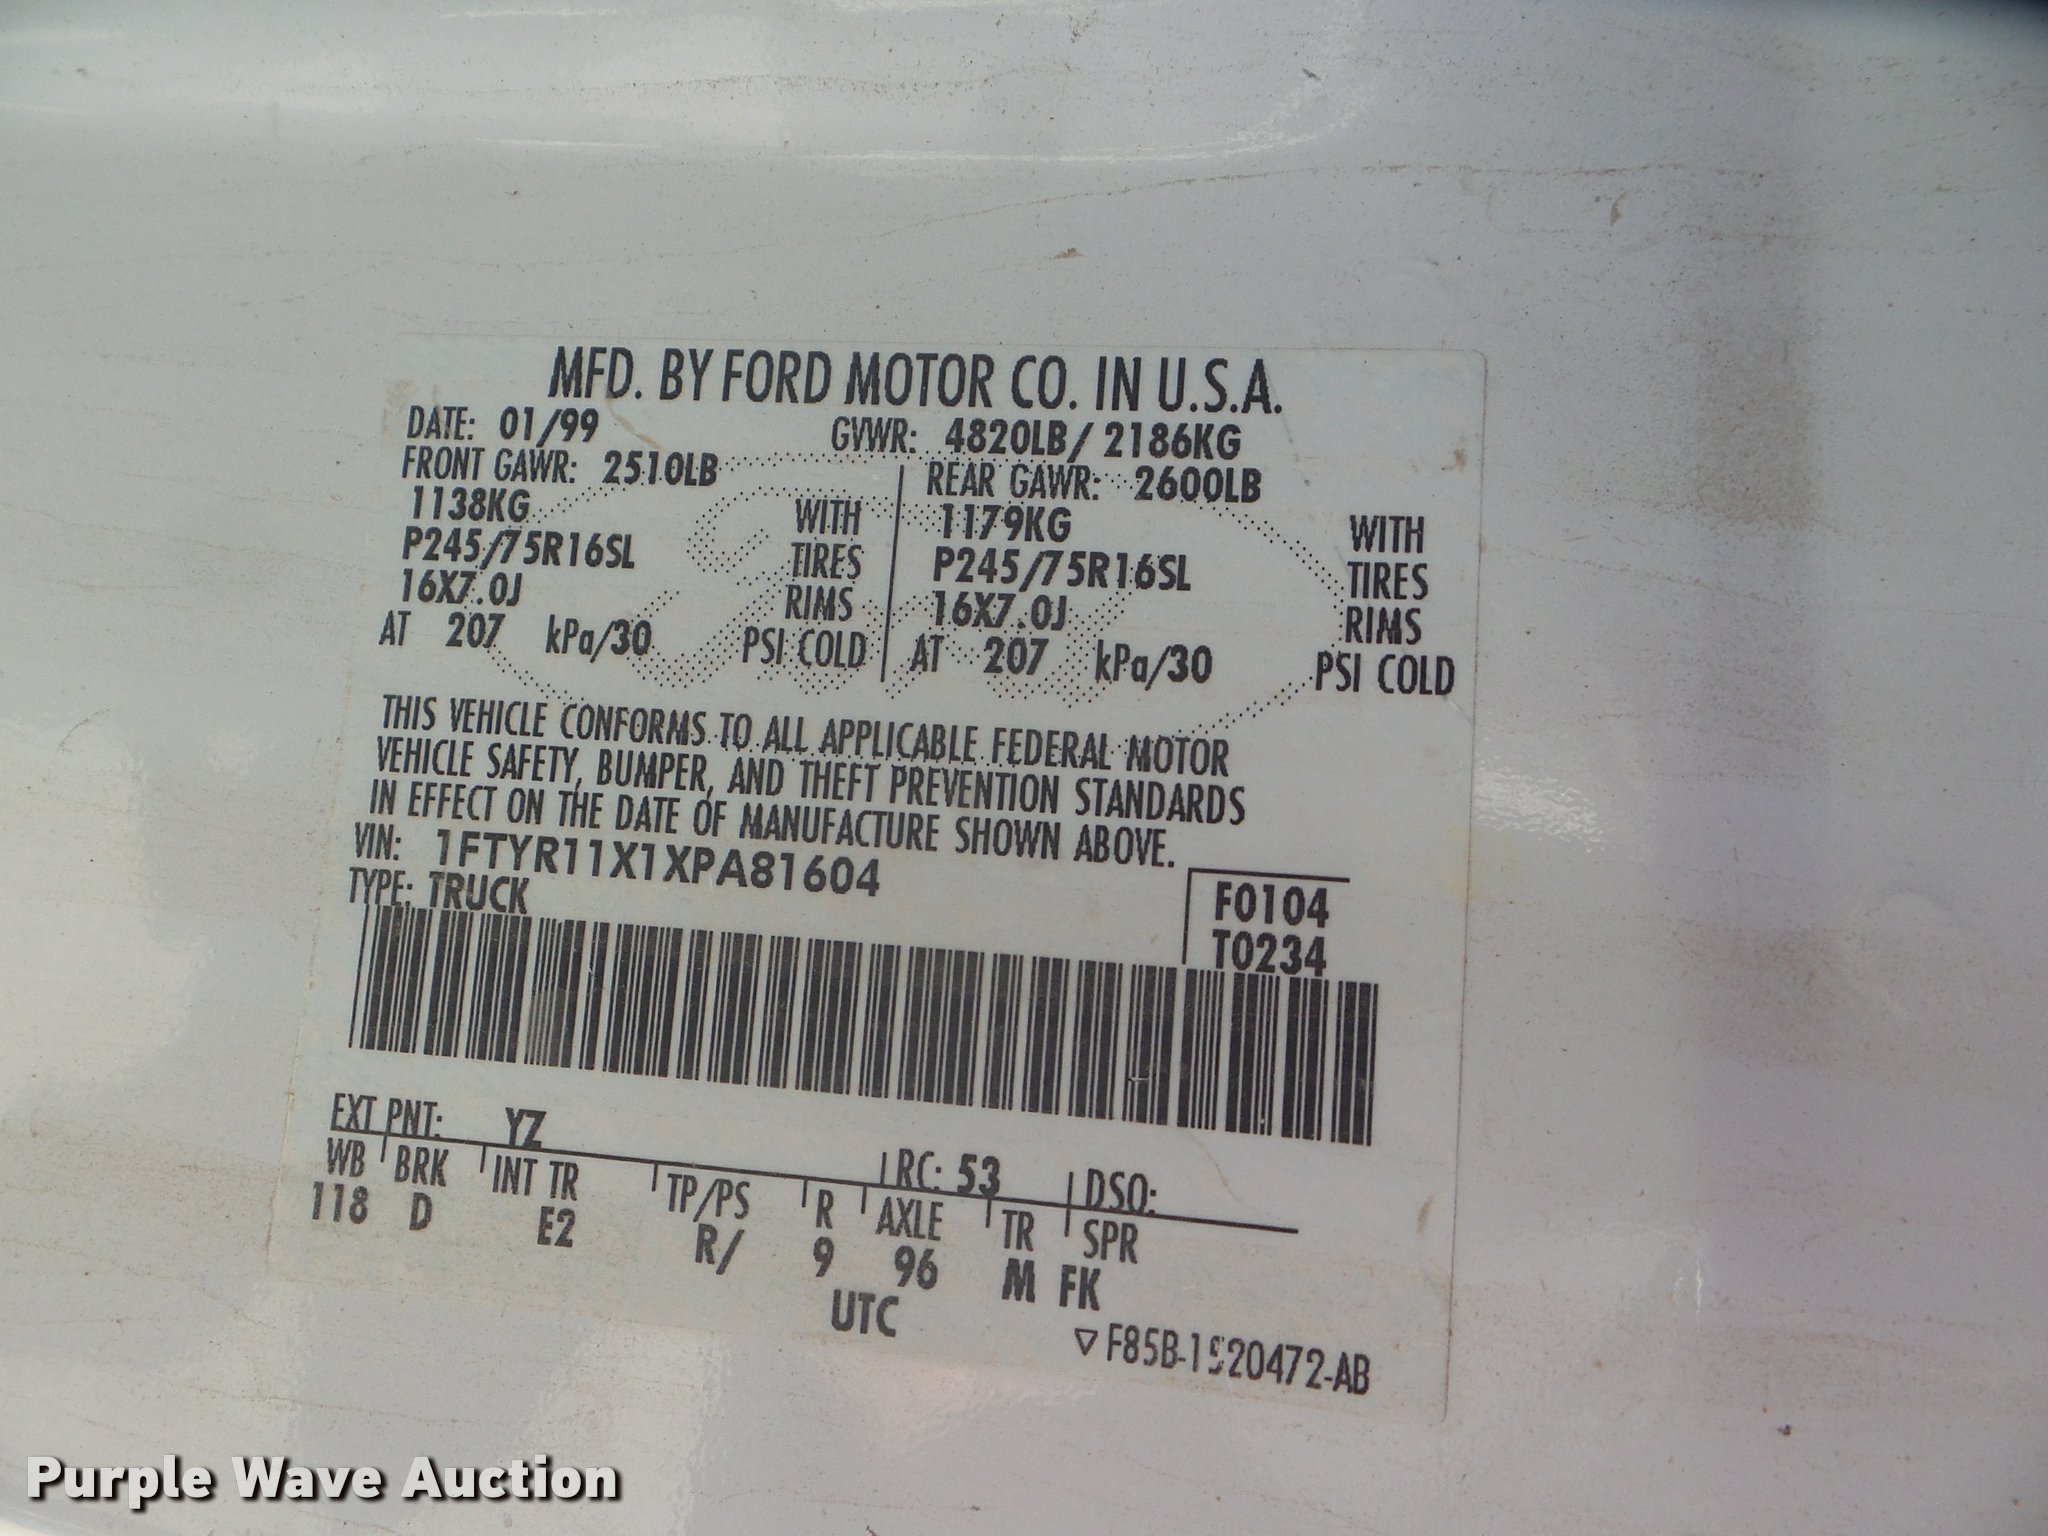 MFD. BY FORD MOTOR CO. IN U.S.A.
DATE: 01/99 GVWR: 4820LB/ 2186KG
FRONT GAWR: 2510LB REAR GAWR: 2600LB
1138KG WITH 1179KG WITH
P245/75R16SL TIRES P245/75R16SL TIRES
16X7.0J RIMS 16X7.0J RIMS
AT 207 kPa/30 PSI COLD AT 207 kPa/30 PSI COLD
THIS VEHICLE CONFORMS TO ALL APPLICABLE FEDERAL MOTOR
VEHICLE SAFETY, BUMPER, AND THEFT PREVENTION STANDARDS
IN EFFECT ON THE DATE OF MANUFACTURE SHOWN ABOVE.
VIN: 1FTYR11X1XPA81604
TYPE: TRUCK
F0104
T0234
EXT PNT: YZ RC: 53 DSO:
WB BRK INT TR TP/PS R AXLE TR SPR
118 D E2 R/ 9 96 M FK
UTC
▽ F85B-1520472-AB
Purple Wave Auction